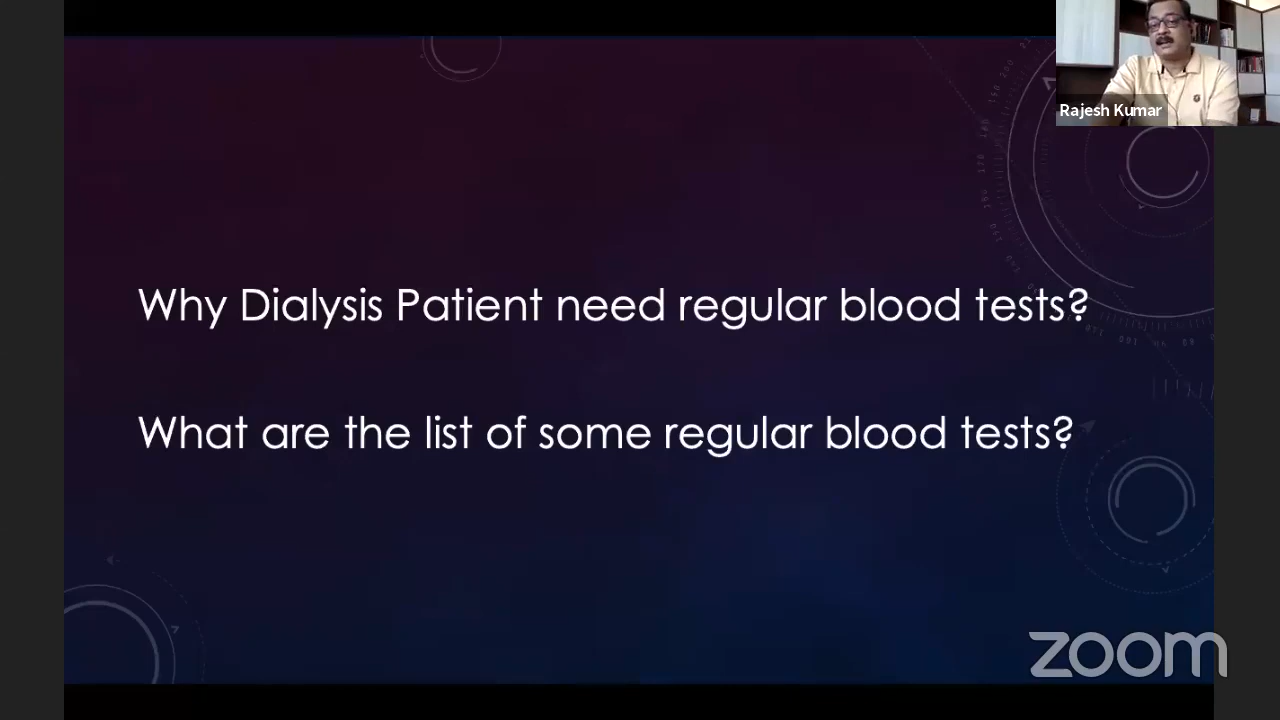 Rajesh Kumar
Why Dialysis Patient need regular blood tests?
What are the list of some regular blood tests?
zoom